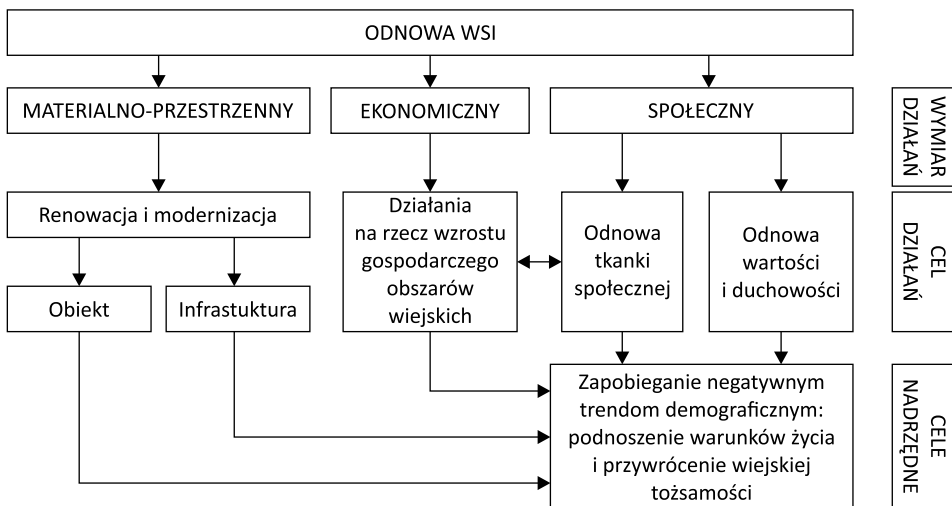 ODNOWA WSI
MATERIALNO-PRZESTRZENNY
EKONOMICZNY
SPOŁECZNY
WYMIAR
DZIAŁAŃ
Renowacja i modernizacja
Obiekt
Infrastuktura
Działania
na rzecz wzrostu
gospodarczego
obszarów
wiejskich
Odnowa
tkanki
społecznej
Odnowa
wartości
i duchowości
CEL
DZIAŁAŃ
Zapobieganie negatywnym
trendom demograficznym:
podnoszenie warunków życia
i przywrócenie wiejskiej
tożsamości
CELE
NADRZĘDNE